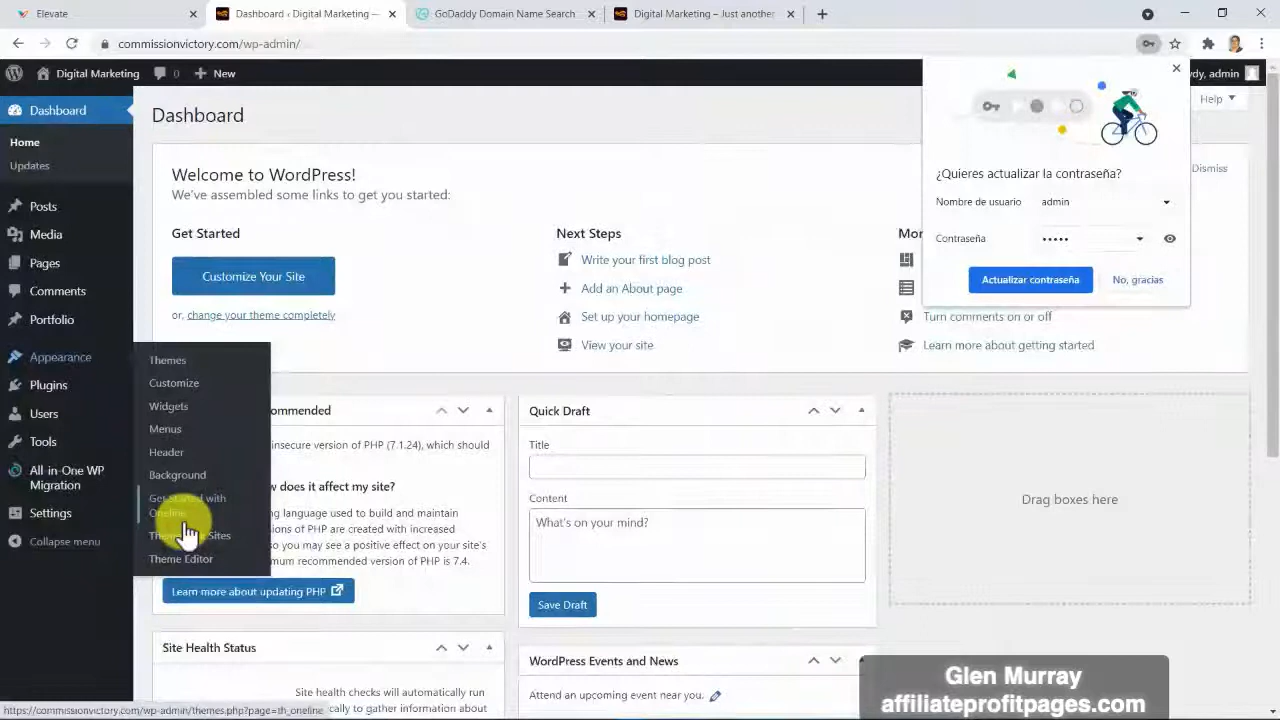 Elevate
Dashboard ‹ Digital Marketing —
GoDaddy Domain Name Search
Digital Marketing – Just another
commissionvictory.com/wp-admin/
Digital Marketing
0
New
dy, admin
Dashboard
Home
Updates
Posts
Media
Pages
Comments
Portfolio
Appearance
Plugins
Users
Tools
All-in-One WP
Migration
Settings
Collapse menu
Themes
Customize
Widgets
Menus
Header
Background
Get Started with
Oneline
Sites
Theme Editor
Dashboard
Help
Welcome to WordPress!
We've assembled some links to get you started:
Dismiss
Get Started
Customize Your Site
or, change your theme completely
Next Steps
Write your first blog post
Add an About page
Set up your homepage
View your site
Mor
Turn comments on or off
Learn more about getting started
¿Quieres actualizar la contraseña?
Nombre de usuario
admin
Contraseña
•••••
Actualizar contraseña
No, gracias
ommended
insecure version of PHP (7.1.24), which should
w does it affect my site?
ng language used to build and maintain
sions of PHP are created with increased
so you may see a positive effect on your site's
mum recommended version of PHP is 7.4.
Learn more about updating PHP
Site Health Status
Site health checks will automatically run
ically to gather information about
Quick Draft
Title
Content
What's on your mind?
Save Draft
WordPress Events and News
Attend an upcoming event near you.
Drag boxes here
https://commissionvictory.com/wp-admin/themes.php?page=th_oneline
Glen Murray
affiliateprofitpages.com